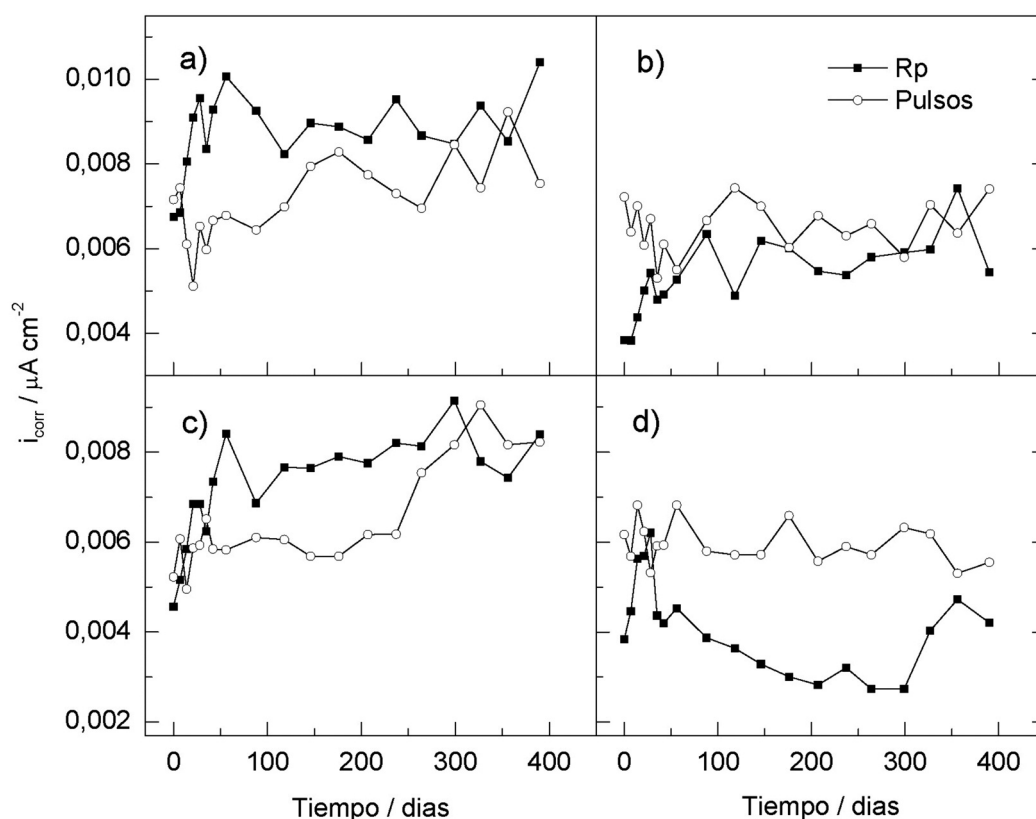 a)
b)
Rp
Pulsos
0,010
0,008
0,006
0,004
c)
d)
0,008
0,006
0,004
0,002
i_corr / μA cm^-2
0 100 200 300 400
0 100 200 300 400
Tiempo / dias
Tiempo / dias